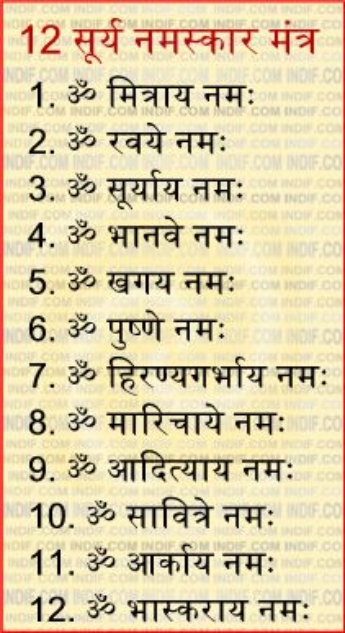 12 सूर्य नमस्कार मंत्र
1. ॐ मित्राय नमः
2. ॐ रवये नमः
3. ॐ सूर्याय नमः
4. ॐ भानवे नमः
5. ॐ खगय नमः
6. ॐ पुष्णे नमः
7. ॐ हिरण्यगर्भाय नमः
8. ॐ मारिचाये नमः
9. ॐ आदित्याय नमः
10. ॐ सावित्रे नमः
11. ॐ आर्काय नमः
12. ॐ भास्कराय नमः